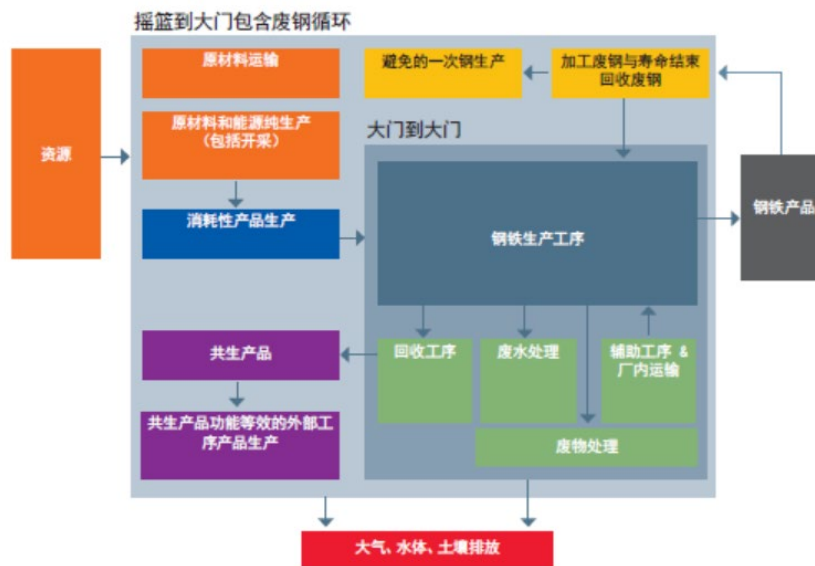 摇篮到大门包含废钢循环
原材料运输
避免的一次钢生产
加工废钢与寿命结束
回收废钢
资源
原材料和能源纯生产
(包括开采)
大门到大门
消耗性产品生产
钢铁生产工序
钢铁产品
共生产品
回收工序
废水处理
辅助工序 &
厂内运输
共生产品功能等效的外部工
序产品生产
废物处理
大气、水体、土壤排放